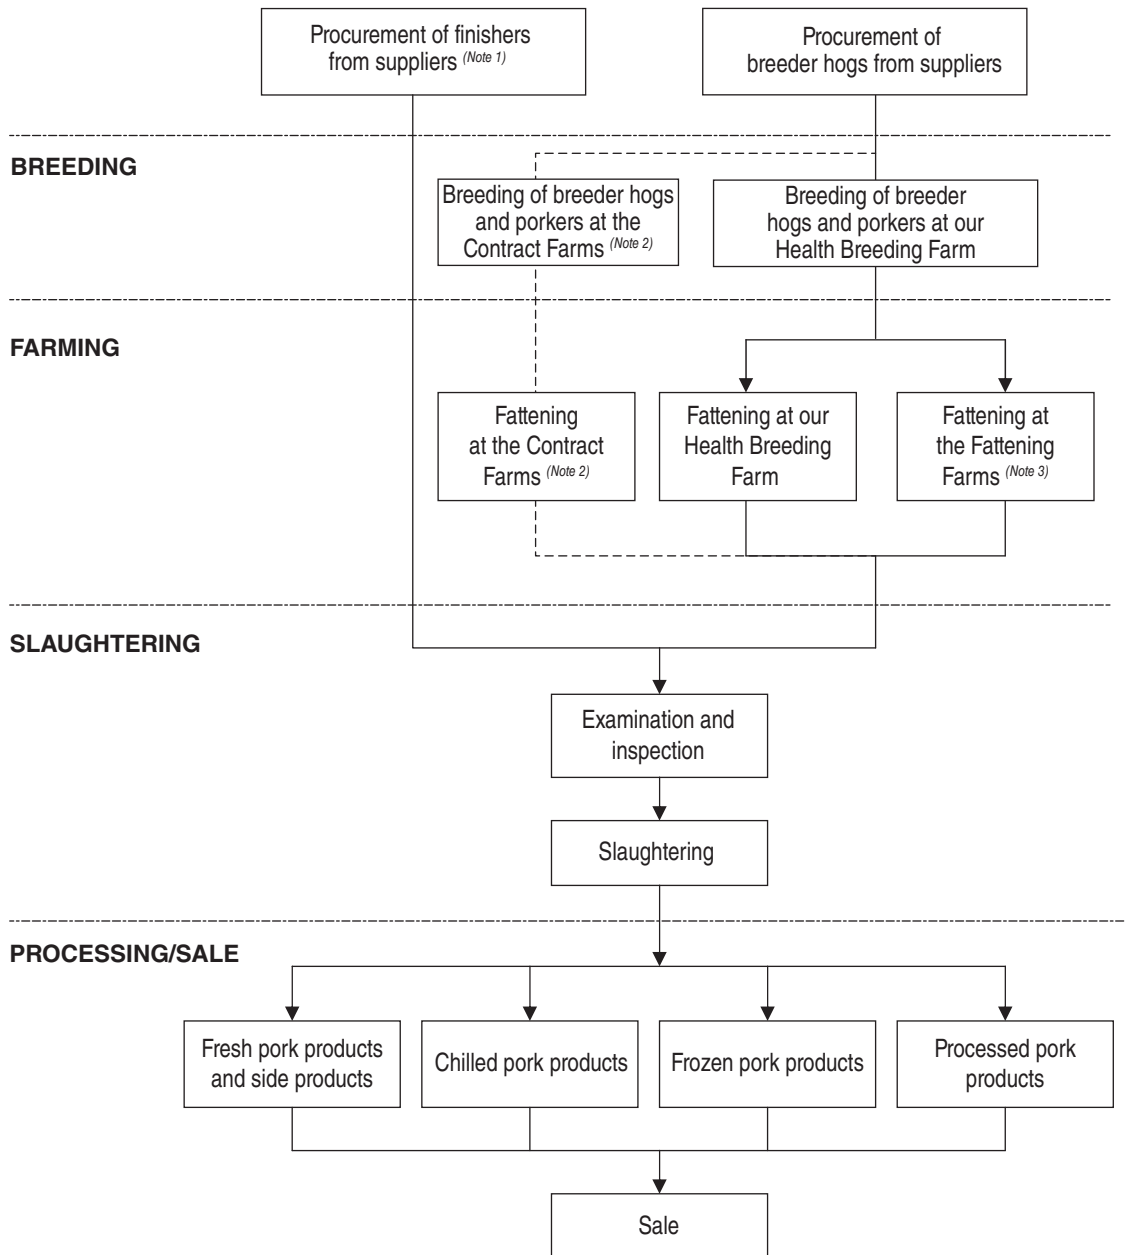 Procurement of finishers
from suppliers (Note 1)
Procurement of
breeder hogs from suppliers
BREEDING
Breeding of breeder hogs
and porkers at the
Contract Farms (Note 2)
Breeding of breeder
hogs and porkers at our
Health Breeding Farm
FARMING
Fattening
at the Contract
Farms (Note 2)
Fattening at our
Health Breeding
Farm
Fattening at
the Fattening
Farms (Note 3)
SLAUGHTERING
Examination and
inspection
Slaughtering
PROCESSING/SALE
Fresh pork products
and side products
Chilled pork products
Frozen pork products
Processed pork
products
Sale